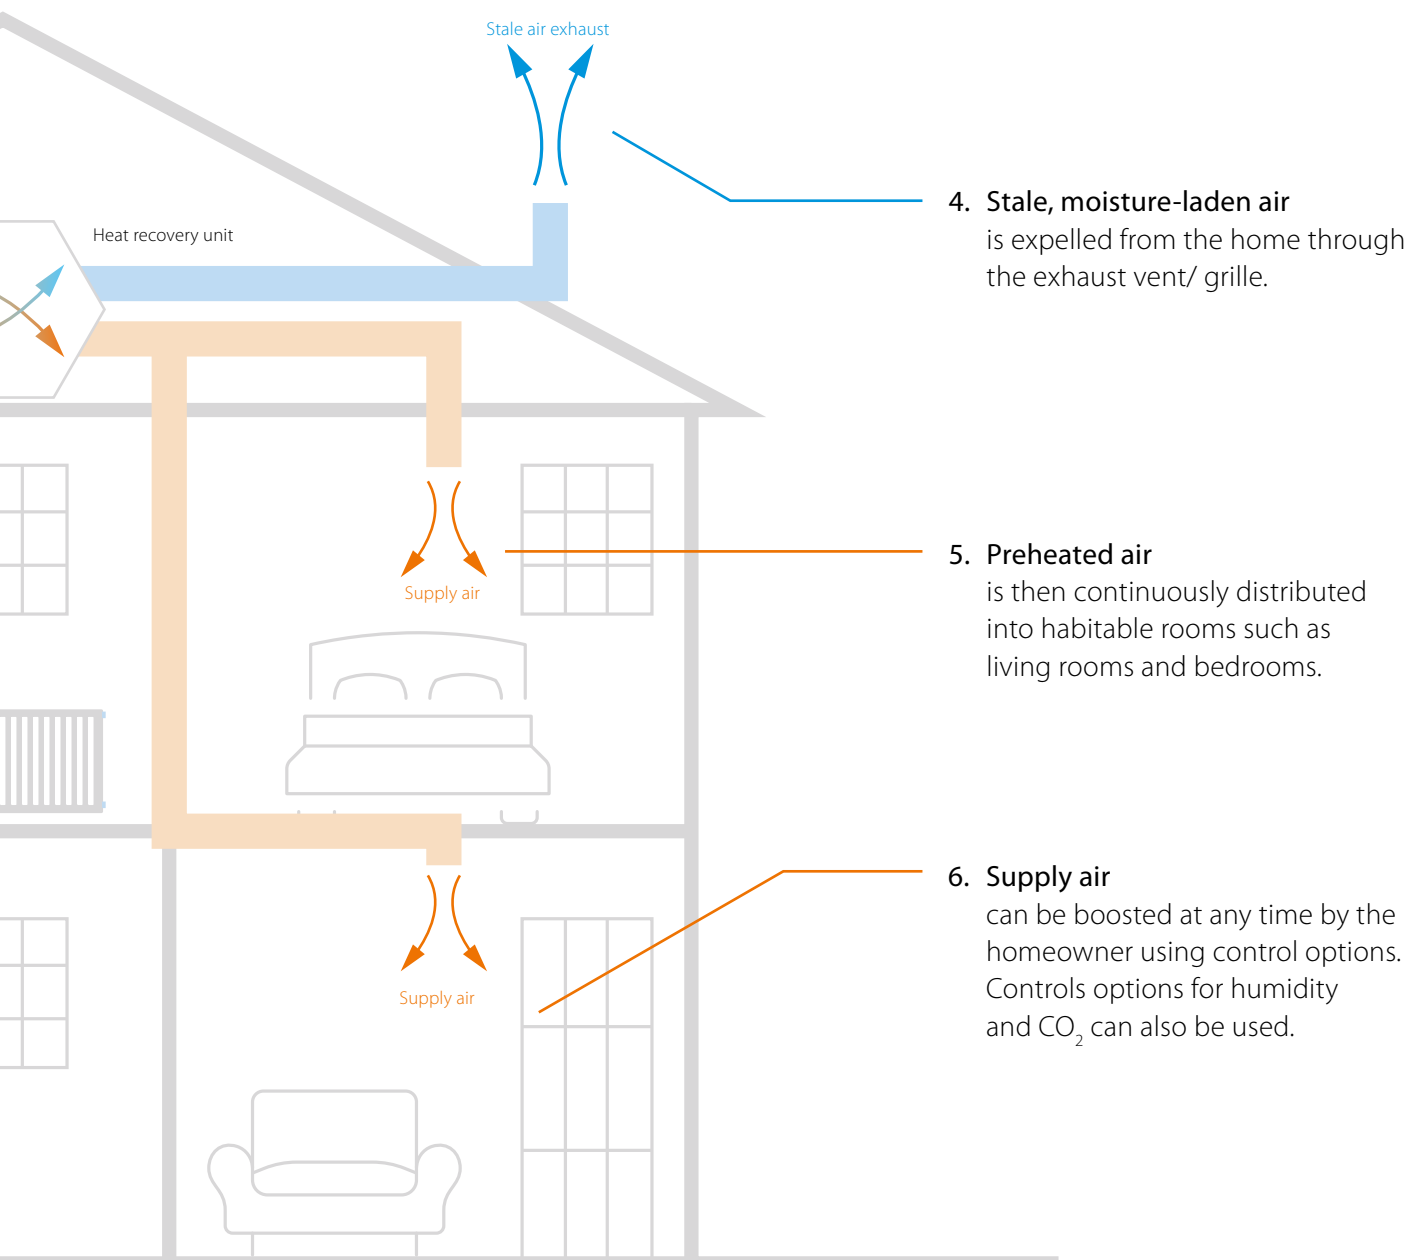 Stale air exhaust
Heat recovery unit
4. Stale, moisture-laden air
is expelled from the home through
the exhaust vent/ grille.
5. Preheated air
is then continuously distributed
into habitable rooms such as
living rooms and bedrooms.
Supply air
6. Supply air
can be boosted at any time by the
homeowner using control options.
Controls options for humidity
and CO₂ can also be used.
Supply air